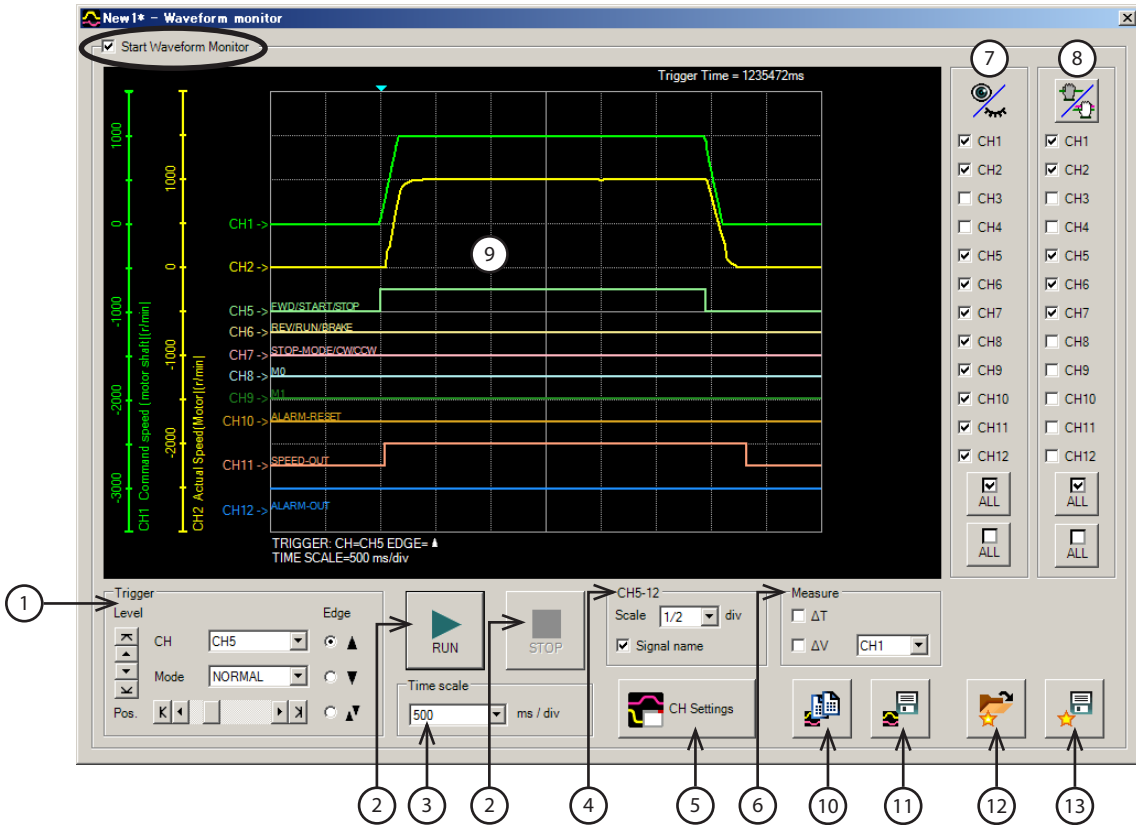 New1* - Waveform monitor
Start Waveform Monitor
Trigger Time = 1235472ms
1000
0
-1000
-2000
-3000
CH1 Command speed [motor shaft][r/min]
1000
0
-1000
-2000
CH2 Actual Speed[Motor][r/min]
CH1 ->
CH2 ->
CH5 -> FWD/START/STOP
CH6 -> REV/RUN/BRAKE
CH7 -> STOP-MODE/CW/CCW
CH8 -> M0
CH9 -> M1
CH10 -> ALARM-RESET
CH11 -> SPEED-OUT
CH12 -> ALARM-OUT
9
TRIGGER: CH=CH5 EDGE=
TIME SCALE=500 ms/div
7
CH1
CH2
CH3
CH4
CH5
CH6
CH7
CH8
CH9
CH10
CH11
CH12
ALL
ALL
8
CH1
CH2
CH3
CH4
CH5
CH6
CH7
CH8
CH9
CH10
CH11
CH12
ALL
ALL
1
Trigger
Level
Edge
CH CH5
Mode NORMAL
Pos.
RUN
STOP
Time scale
500 ms / div
CH5-12
Scale 1/2 div
Signal name
CH Settings
Measure
ΔT
ΔV CH1
2 3 2 4 5 6 10 11 12 13